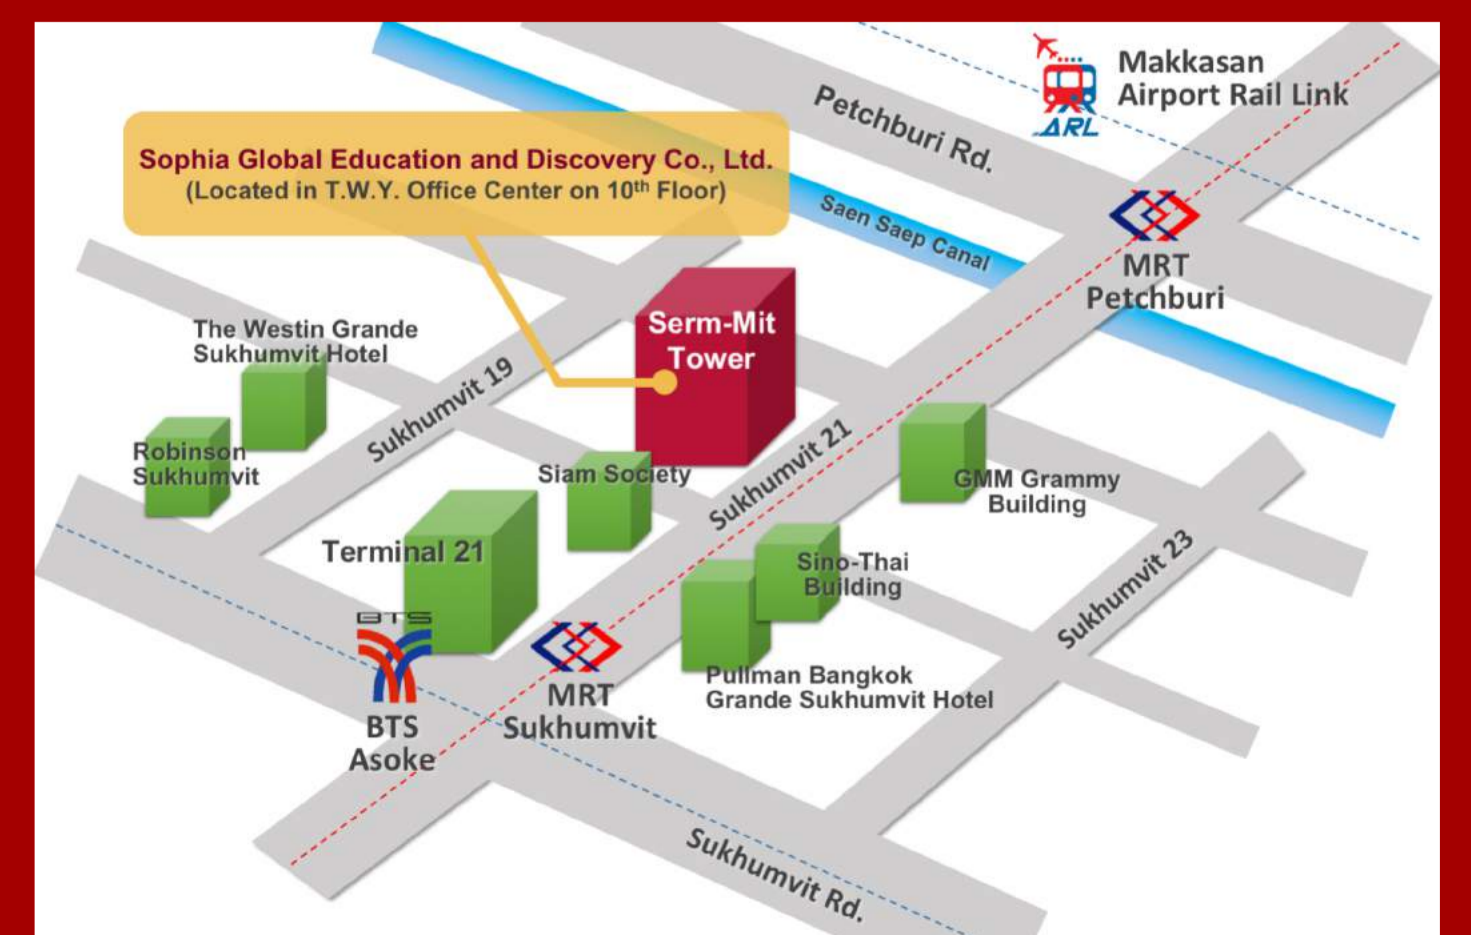 Makkasan
Airport Rail Link
ARL
Petchburi Rd.
Sophia Global Education and Discovery Co., Ltd.
(Located in T.W.Y. Office Center on 10th Floor)
Saen Saep Canal
MRT
Petchburi
The Westin Grande
Sukhumvit Hotel
Serm-Mit
Tower
Sukhumvit 19
Robinson
Sukhumvit
Siam Society
Sukhumvit 21
GMM Grammy
Building
Terminal 21
Sino-Thai
Building
Sukhumvit 23
BTS
BTS
Asoke
MRT
Sukhumvit
Pullman Bangkok
Grande Sukhumvit Hotel
Sukhumvit Rd.